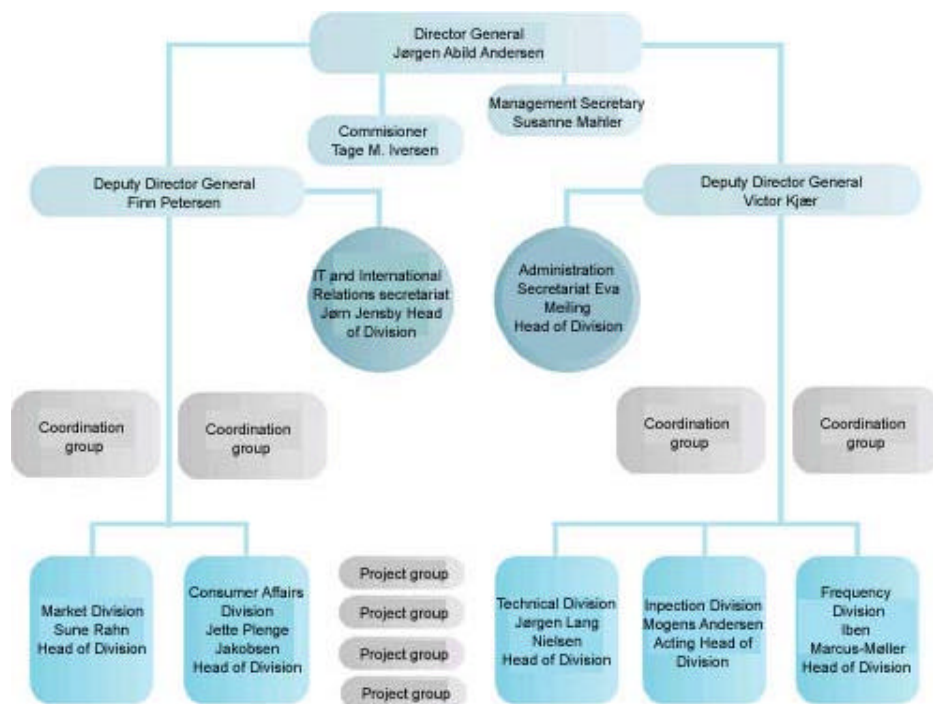 Director General
Jørgen Abild Andersen
Management Secretary
Susanne Mahler
Commisioner
Tage M. Iversen
Deputy Director General
Finn Petersen
Deputy Director General
Victor Kjær
IT and International
Relations secretariat
Jørn Jensby Head
of Division
Administration
Secretariat Eva
Meiling
Head of Division
Coordination
group
Coordination
group
Coordination
group
Coordination
group
Market Division
Sune Rahn
Head of Division
Consumer Affairs
Division
Jette Plenge
Jakobsen
Head of Division
Project group
Project group
Project group
Project group
Technical Division
Jørgen Lang
Nielsen
Head of Division
Inpection Division
Mogens Andersen
Acting Head of
Division
Frequency
Division
Iben
Marcus-Møller
Head of Division